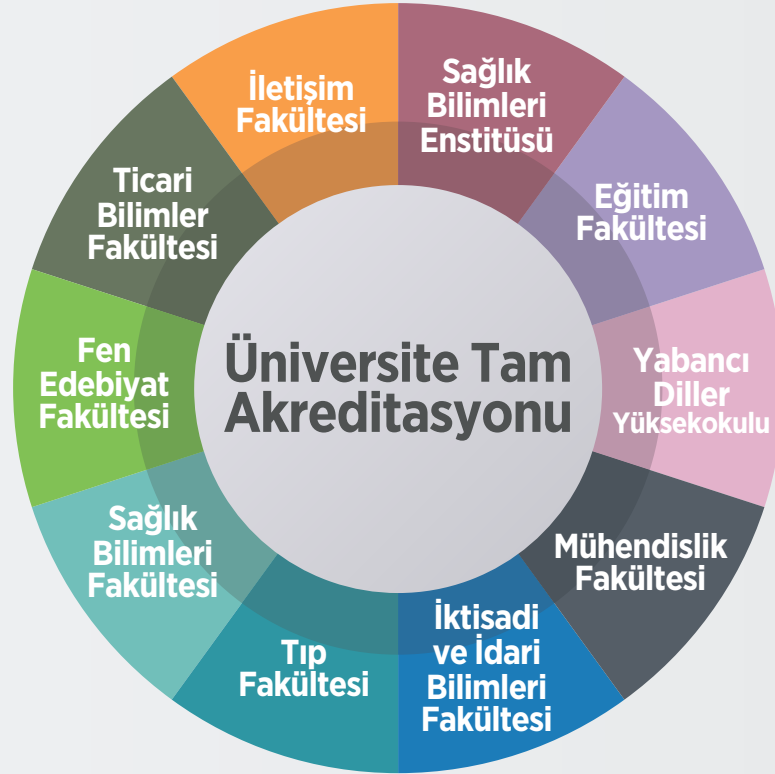 Üniversite Tam
Akreditasyonu
Sağlık
Bilimleri
Enstitüsü
Eğitim
Fakültesi
Yabancı
Diller
Yüksekokulu
Mühendislik
Fakültesi
İktisadi
ve İdari
Bilimleri
Fakültesi
Tıp
Fakültesi
Sağlık
Bilimleri
Fakültesi
Fen
Edebiyat
Fakültesi
Ticari
Bilimler
Fakültesi
İletişim
Fakültesi